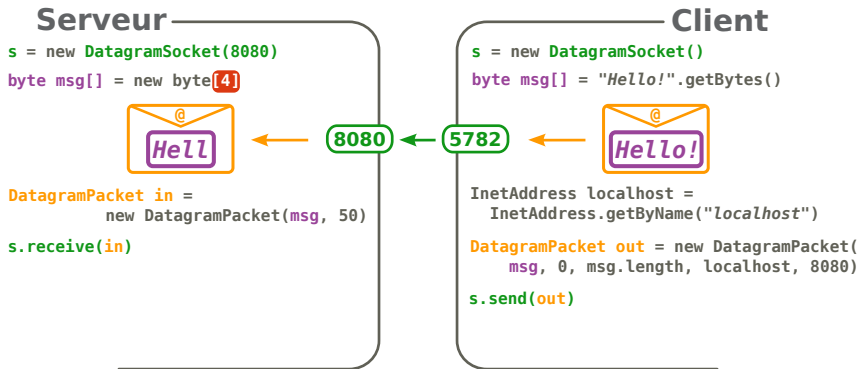 Serveur
s = new DatagramSocket(8080)
byte msg[] = new byte[4]
@
Hell
8080
DatagramPacket in =
new DatagramPacket(msg, 50)
s.receive(in)
Client
s = new DatagramSocket()
byte msg[] = "Hello!".getBytes()
@
Hello!
5782
InetAddress localhost =
InetAddress.getByName("localhost")
DatagramPacket out = new DatagramPacket(
msg, 0, msg.length, localhost, 8080)
s.send(out)